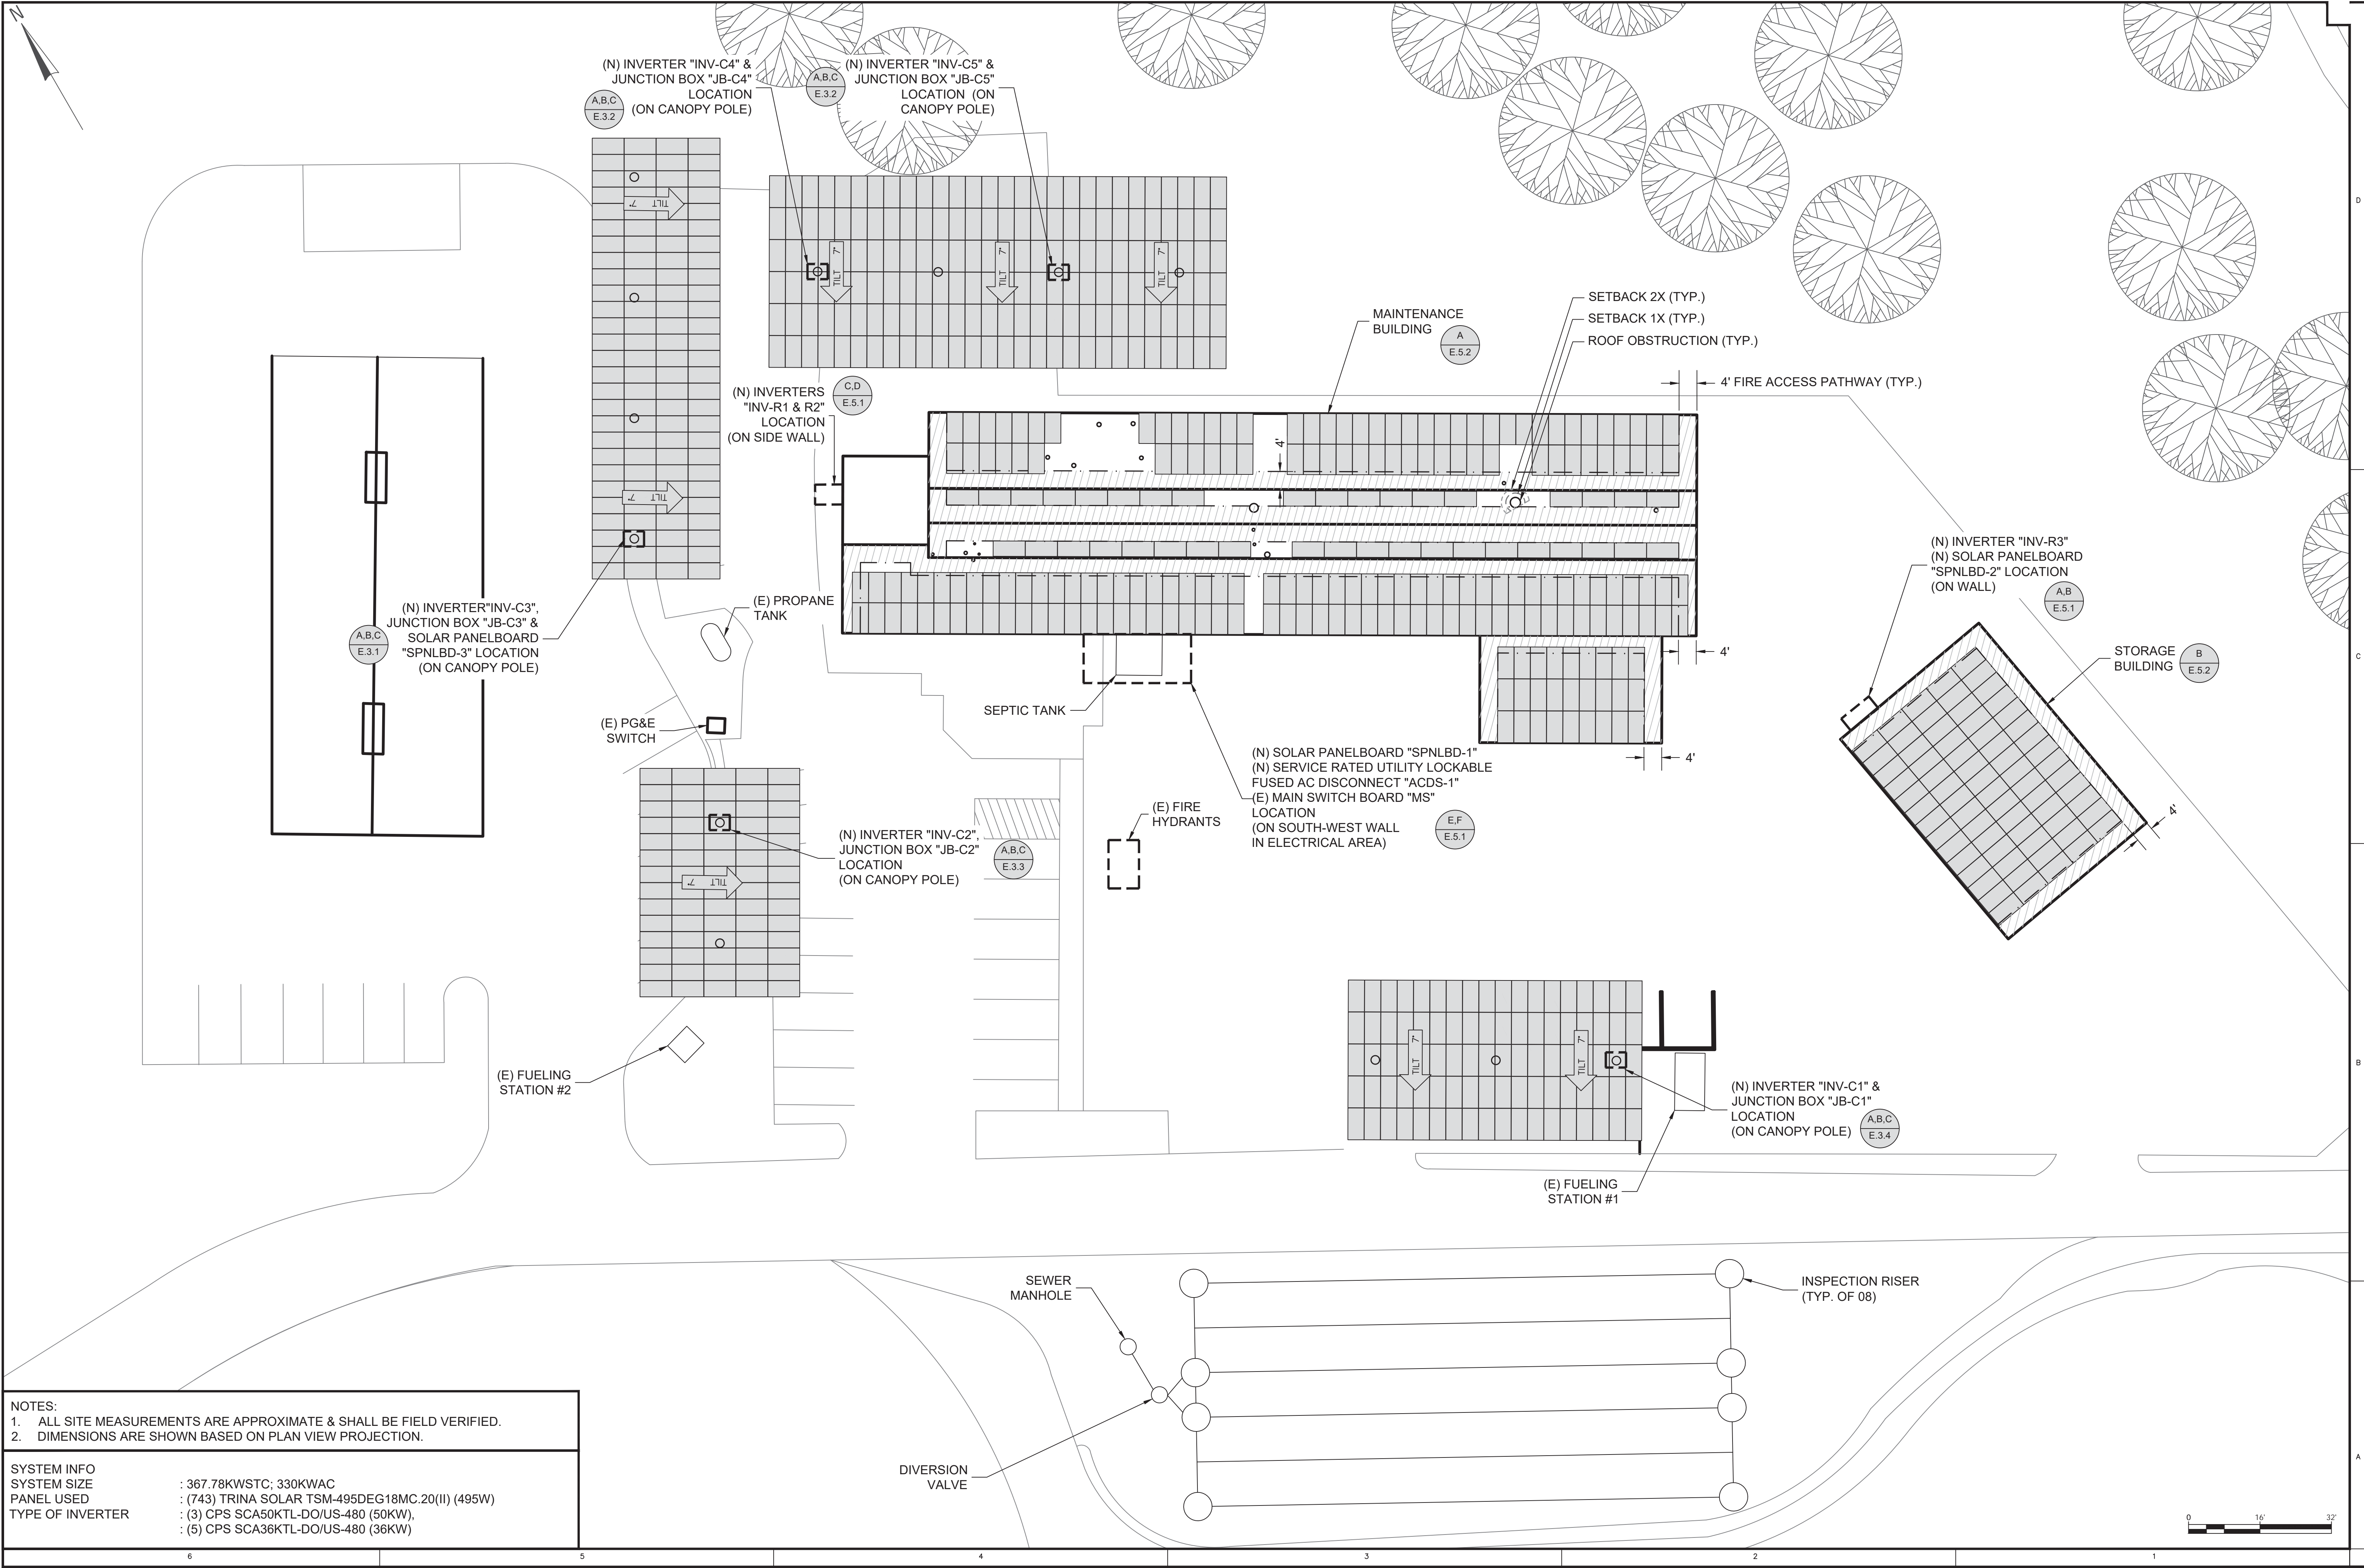 N
(N) INVERTER "INV-C4" &
JUNCTION BOX "JB-C4"
LOCATION
(ON CANOPY POLE)
A,B,C
E.3.2
(N) INVERTER "INV-C5" &
JUNCTION BOX "JB-C5"
LOCATION (ON
CANOPY POLE)
A,B,C
E.3.2
TILT 7°
TILT 7°
TILT 7°
TILT 7°
TILT 7°
D
SETBACK 2X (TYP.)
SETBACK 1X (TYP.)
ROOF OBSTRUCTION (TYP.)
MAINTENANCE
BUILDING
A
E.5.2
4' FIRE ACCESS PATHWAY (TYP.)
(N) INVERTERS
"INV-R1 & R2"
LOCATION
(ON SIDE WALL)
C,D
E.5.1
4'
(N) INVERTER "INV-R3"
(N) SOLAR PANELBOARD
"SPNLBD-2" LOCATION
(ON WALL)
A,B
E.5.1
(N) INVERTER"INV-C3",
JUNCTION BOX "JB-C3" &
SOLAR PANELBOARD
"SPNLBD-3" LOCATION
(ON CANOPY POLE)
A,B,C
E.3.1
(E) PROPANE
TANK
4'
STORAGE
BUILDING
B
E.5.2
C
SEPTIC TANK
(E) PG&E
SWITCH
(N) SOLAR PANELBOARD "SPNLBD-1"
(N) SERVICE RATED UTILITY LOCKABLE
FUSED AC DISCONNECT "ACDS-1"
(E) MAIN SWITCH BOARD "MS"
LOCATION
(ON SOUTH-WEST WALL
IN ELECTRICAL AREA)
E,F
E.5.1
4'
4'
(E) FIRE
HYDRANTS
(N) INVERTER "INV-C2",
JUNCTION BOX "JB-C2"
LOCATION
(ON CANOPY POLE)
A,B,C
E.3.3
TILT 7°
(E) FUELING
STATION #2
TILT 7°
TILT 7°
B
(N) INVERTER "INV-C1" &
JUNCTION BOX "JB-C1"
LOCATION
(ON CANOPY POLE)
A,B,C
E.3.4
(E) FUELING
STATION #1
SEWER
MANHOLE
INSPECTION RISER
(TYP. OF 08)
DIVERSION
VALVE
A
NOTES:
1. ALL SITE MEASUREMENTS ARE APPROXIMATE & SHALL BE FIELD VERIFIED.
2. DIMENSIONS ARE SHOWN BASED ON PLAN VIEW PROJECTION.
SYSTEM INFO
SYSTEM SIZE : 367.78KWSTC; 330KWAC
PANEL USED : (743) TRINA SOLAR TSM-495DEG18MC.20(II) (495W)
TYPE OF INVERTER : (3) CPS SCA50KTL-DO/US-480 (50KW),
: (5) CPS SCA36KTL-DO/US-480 (36KW)
0 16' 32'
6 5 4 3 2 1